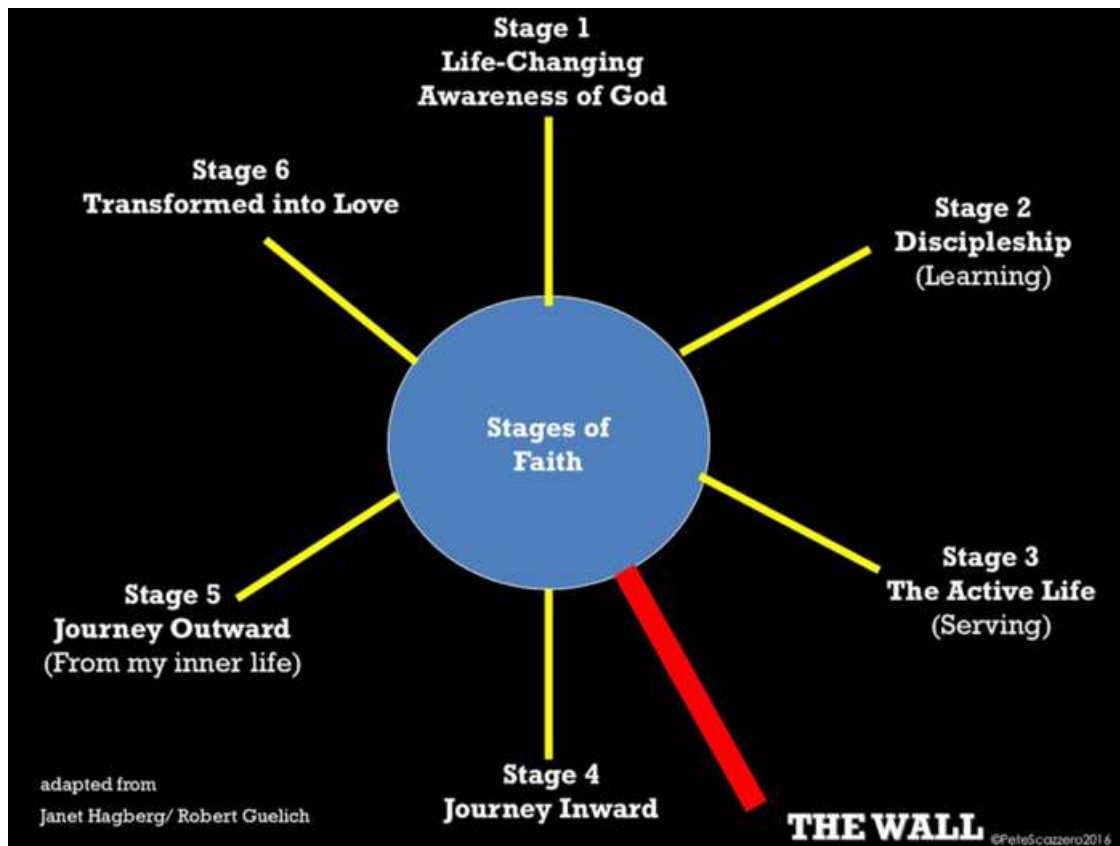 Stage 1
Life-Changing
Awareness of God
Stage 6
Transformed into Love
Stage 2
Discipleship
(Learning)
Stages of
Faith
Stage 3
The Active Life
(Serving)
Stage 5
Journey Outward
(From my inner life)
Stage 4
Journey Inward
adapted from
Janet Hagberg/ Robert Guelich
THE WALL
©PeteScazzero2016